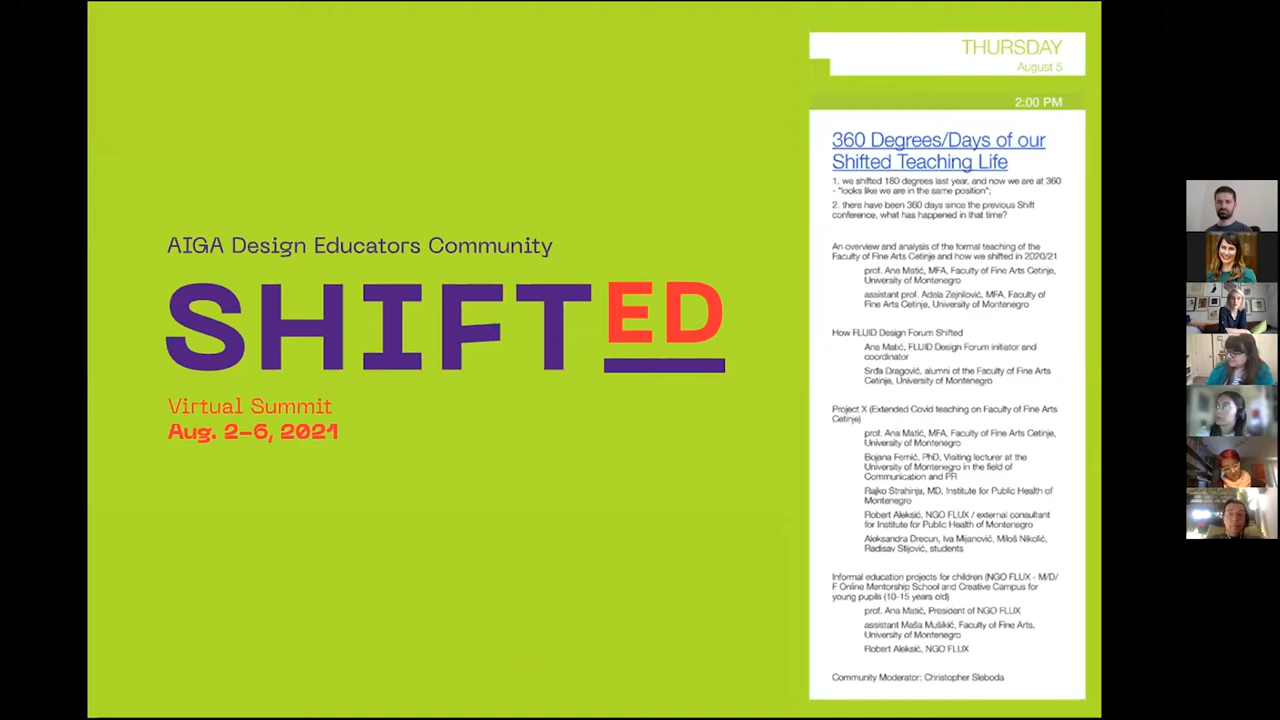 AIGA Design Educators Community
SHIFTED
Virtual Summit
Aug. 2–6, 2021
THURSDAY
August 5
2:00 PM
360 Degrees/Days of our
Shifted Teaching Life
1. we shifted 180 degrees last year, and now we are at 360
- "looks like we are in the same position";
2. there have been 360 days since the previous Shift
conference, what has happened in that time?
An overview and analysis of the formal teaching of the
Faculty of Fine Arts Cetinje and how we shifted in 2020/21
prof. Ana Matić, MFA, Faculty of Fine Arts Cetinje,
University of Montenegro
assistant prof. Adela Zejnilović, MFA, Faculty of
Fine Arts Cetinje, University of Montenegro
How FLUID Design Forum Shifted
Ana Matić, FLUID Design Forum initiator and
coordinator
Srđa Dragović, alumni of the Faculty of Fine Arts
Cetinje, University of Montenegro
Project X (Extended Covid teaching on Faculty of Fine Arts
Cetinje)
prof. Ana Matić, MFA, Faculty of Fine Arts Cetinje,
University of Montenegro
Bojana Femić, PhD, Visiting lecturer at the
University of Montenegro in the field of
Communication and PR
Rajko Strahinja, MD, Institute for Public Health of
Montenegro
Robert Aleksić, NGO FLUX / external consultant
for Institute for Public Health of Montenegro
Aleksandra Drecun, Iva Mijanović, Miloš Nikolić,
Radisav Stijović, students
Informal education projects for children (NGO FLUX - M/D/
F Online Mentorship School and Creative Campus for
young pupils (10-15 years old)
prof. Ana Matić, President of NGO FLUX
assistant Maša Mušikić, Faculty of Fine Arts,
University of Montenegro
Robert Aleksić, NGO FLUX
Community Moderator: Christopher Sleboda